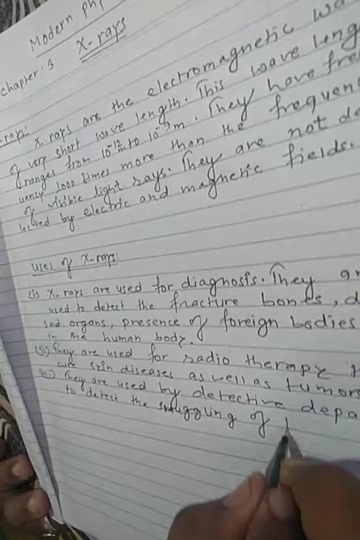 Modern phy
Chapter: 3
X-rays
-rays:
X-rays are the electromagnetic wa
of very short wave length. This wave leng
ranges from to m. They have fre
uency 1000 times more than the frequen
of visible light rays. They are not de
lected by electric and magnetic fields.
uses of X-rays:
(i) X-rays are used for diagnosis. They a
used to detect the fracture bones, d
sed organs, presence of foreign bodies
in the human body.
(ii) They are used for radio therapy t
cure skin diseases as well as tumor
(iii) They are used by detective depa
to detect the smuggling of